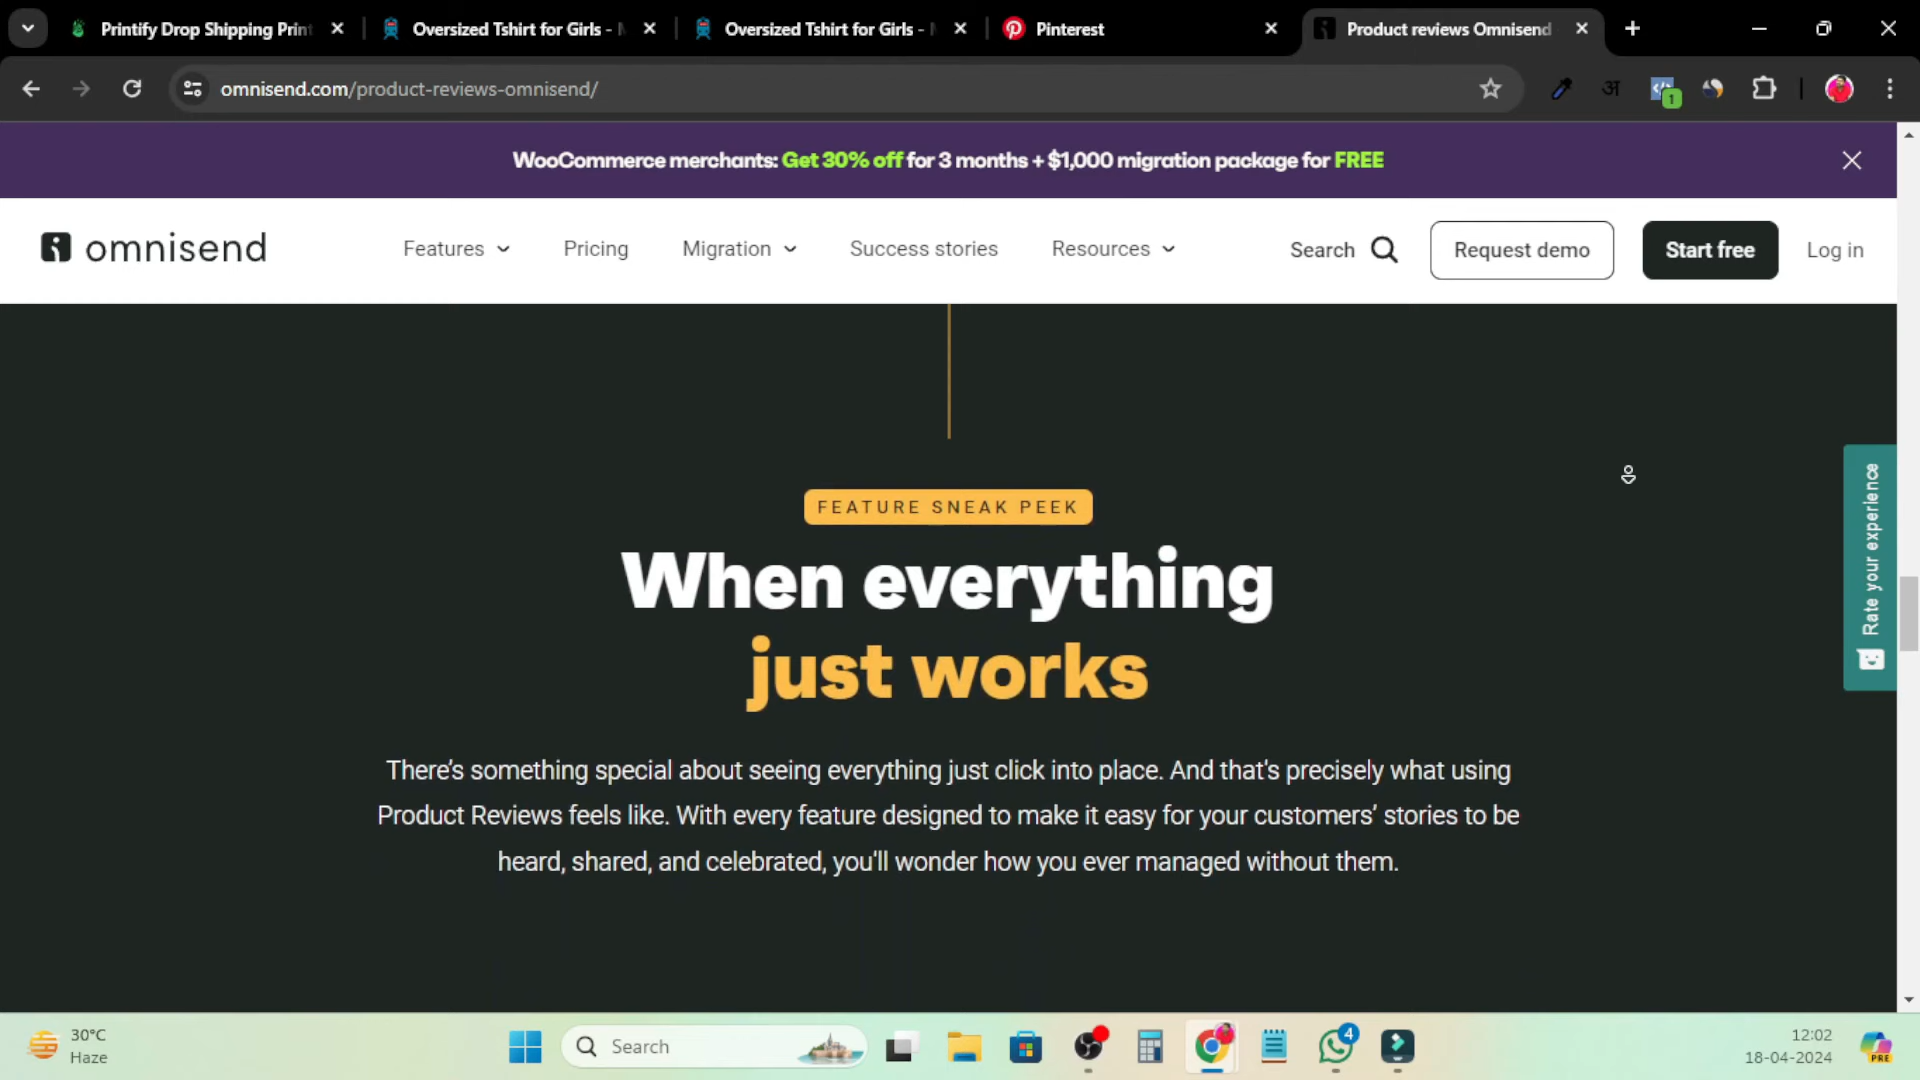 Printify Drop Shipping Print
Oversized Tshirt for Girls -
Oversized Tshirt for Girls -
Pinterest
Product reviews Omnisend
omnisend.com/product-reviews-omnisend/
अ
1
WooCommerce merchants: Get 30% off for 3 months + $1,000 migration package for FREE
omnisend
Features
Pricing
Migration
Success stories
Resources
Search
Request demo
Start free
Log in
FEATURE SNEAK PEEK
When everything
just works
There's something special about seeing everything just click into place. And that's precisely what using
Product Reviews feels like. With every feature designed to make it easy for your customers' stories to be
heard, shared, and celebrated, you'll wonder how you ever managed without them.
Rate your experience
30°C
Haze
Search
4
12:02
18-04-2024
PRE